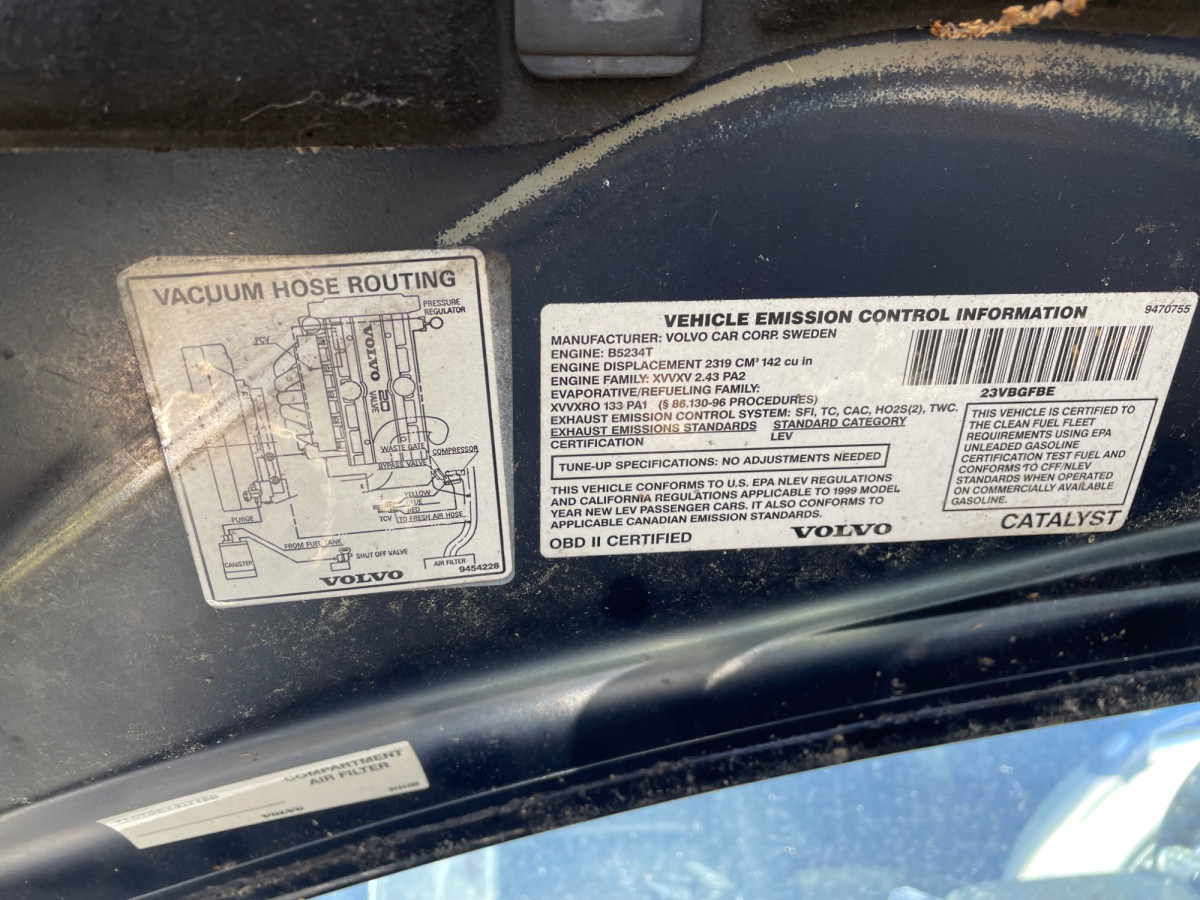 VACUUM HOSE ROUTING
PRESSURE
REGULATOR
PCV
VOLVO
20
VALVE
WASTE GATE
COMPRESSOR
BYPASS VALVE
YELLOW
RED
TCV
TO FRESH AIR HOSE
PURGE
FROM FUEL TANK
CANISTER
SHUT OFF VALVE
AIR FILTER
VOLVO
9454228
VEHICLE EMISSION CONTROL INFORMATION
9470755
MANUFACTURER: VOLVO CAR CORP. SWEDEN
ENGINE: B5234T
ENGINE DISPLACEMENT 2319 CM³ 142 cu in
ENGINE FAMILY: XVVXV 2.43 PA2
EVAPORATIVE/REFUELING FAMILY:
XVVXRO 133 PA1 (§ 86.130-96 PROCEDURES)
EXHAUST EMISSION CONTROL SYSTEM: SFI, TC, CAC, HO2S(2), TWC.
EXHAUST EMISSIONS STANDARDS STANDARD CATEGORY
CERTIFICATION LEV
TUNE-UP SPECIFICATIONS: NO ADJUSTMENTS NEEDED
THIS VEHICLE CONFORMS TO U.S. EPA NLEV REGULATIONS
AND CALIFORNIA REGULATIONS APPLICABLE TO 1999 MODEL
YEAR NEW LEV PASSENGER CARS. IT ALSO CONFORMS TO
APPLICABLE CANADIAN EMISSION STANDARDS.
OBD II CERTIFIED
VOLVO
23VBGFBE
THIS VEHICLE IS CERTIFIED TO
THE CLEAN FUEL FLEET
REQUIREMENTS USING EPA
UNLEADED GASOLINE
CERTIFICATION TEST FUEL AND
CONFORMS TO CFF/NLEV
STANDARDS WHEN OPERATED
ON COMMERCIALLY AVAILABLE
GASOLINE.
CATALYST
COMPARTMENT
AIR FILTER
VOLVO